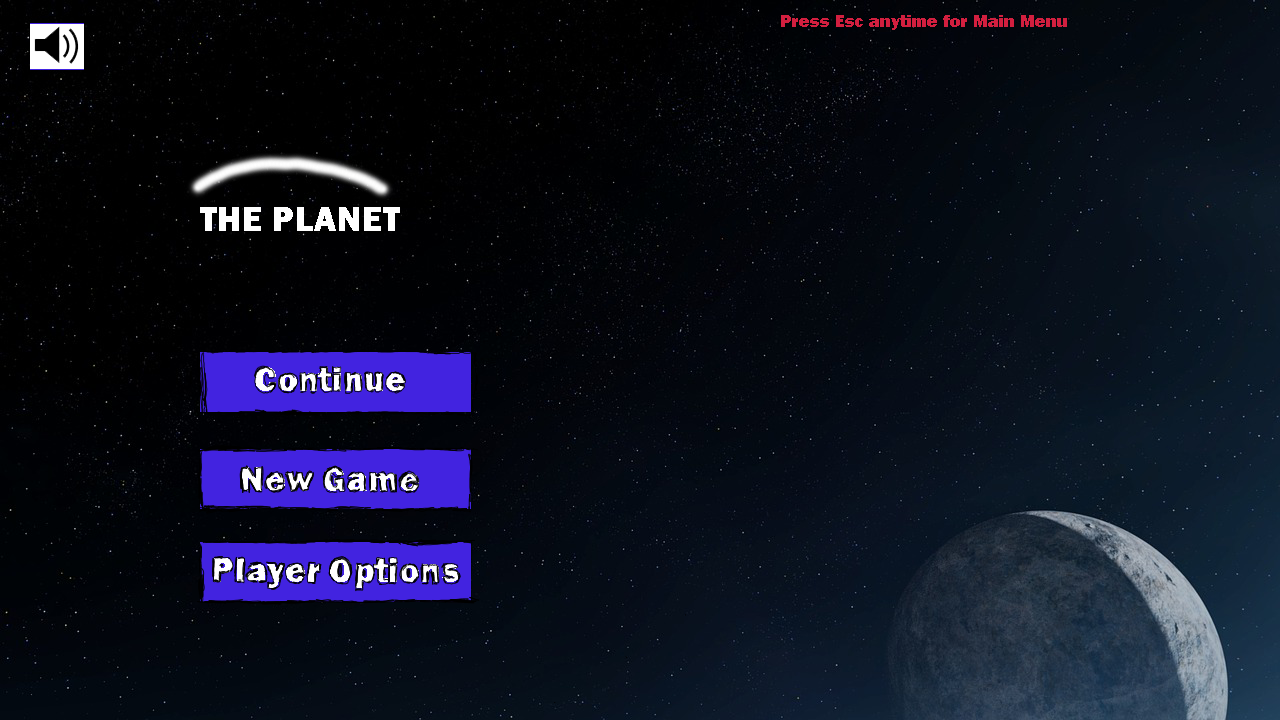 Press Esc anytime for Main Menu
THE PLANET
Continue
New Game
Player Options